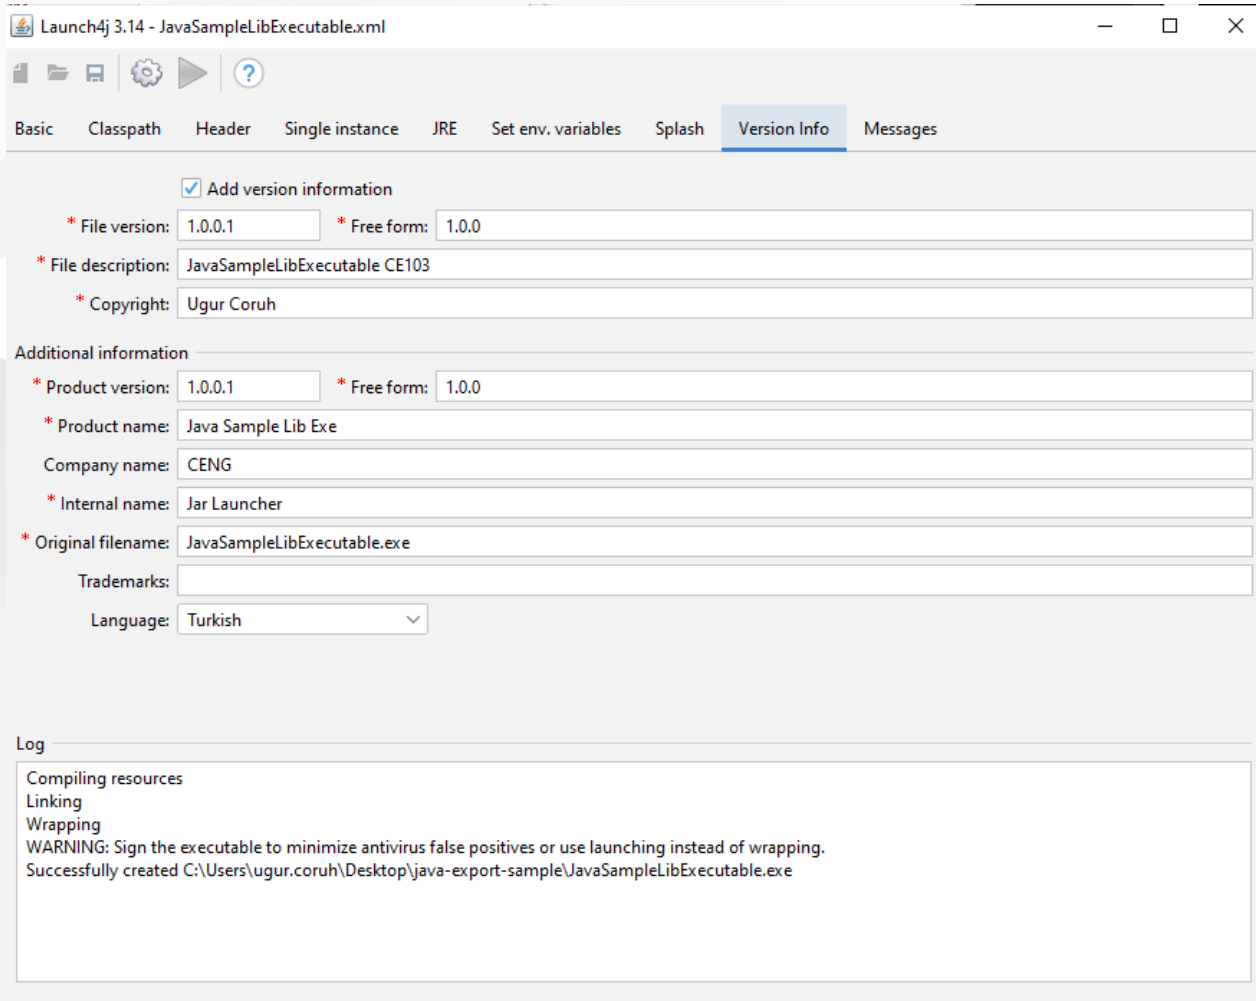 Launch4j 3.14 - JavaSampleLibExecutable.xml
?
Basic Classpath Header Single instance JRE Set env. variables Splash Version Info Messages
Add version information
* File version: 1.0.0.1 * Free form: 1.0.0
* File description: JavaSampleLibExecutable CE103
* Copyright: Ugur Coruh
Additional information
* Product version: 1.0.0.1 * Free form: 1.0.0
* Product name: Java Sample Lib Exe
Company name: CENG
* Internal name: Jar Launcher
* Original filename: JavaSampleLibExecutable.exe
Trademarks:
Language: Turkish
Log
Compiling resources
Linking
Wrapping
WARNING: Sign the executable to minimize antivirus false positives or use launching instead of wrapping.
Successfully created C:\Users\ugur.coruh\Desktop\java-export-sample\JavaSampleLibExecutable.exe